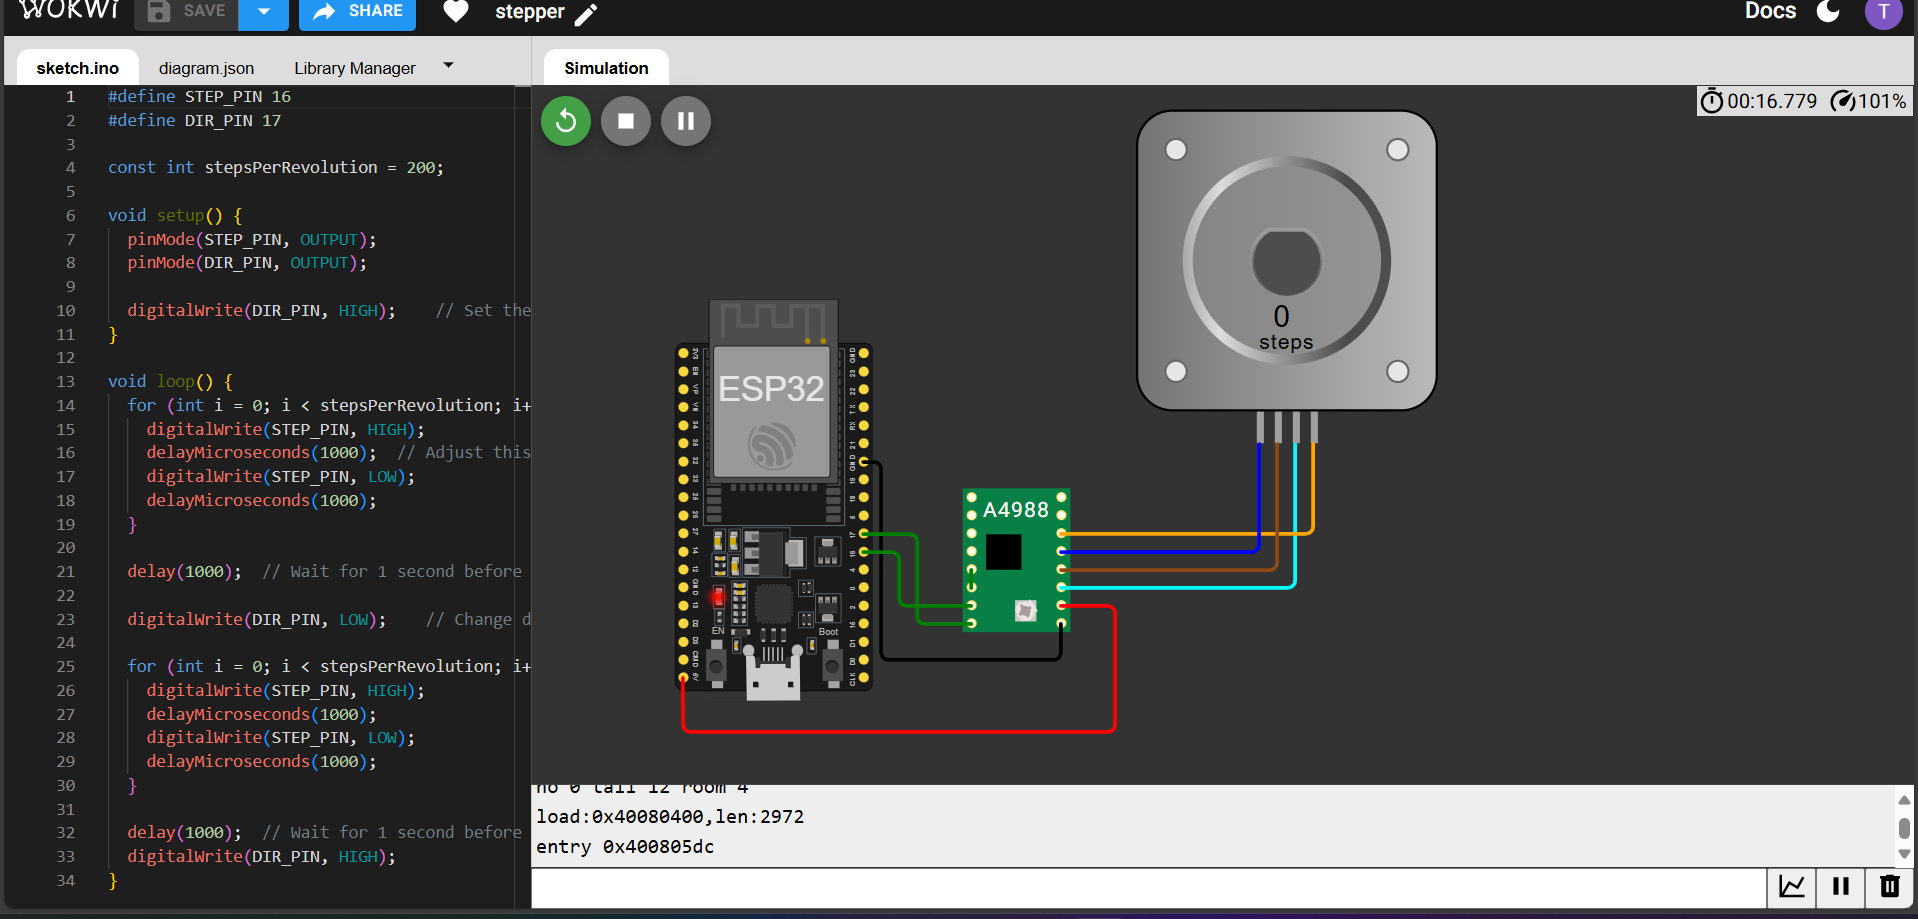 WOKWI SAVE SHARE stepper Docs T
sketch.ino diagram.json Library Manager Simulation
1 #define STEP_PIN 16
2 #define DIR_PIN 17
3
4 const int stepsPerRevolution = 200;
5
6 void setup() {
7 pinMode(STEP_PIN, OUTPUT);
8 pinMode(DIR_PIN, OUTPUT);
9
10 digitalWrite(DIR_PIN, HIGH); // Set the
11 }
12
13 void loop() {
14 for (int i = 0; i < stepsPerRevolution; i+
15 digitalWrite(STEP_PIN, HIGH);
16 delayMicroseconds(1000); // Adjust this
17 digitalWrite(STEP_PIN, LOW);
18 delayMicroseconds(1000);
19 }
20
21 delay(1000); // Wait for 1 second before
22
23 digitalWrite(DIR_PIN, LOW); // Change d
24
25 for (int i = 0; i < stepsPerRevolution; i+
26 digitalWrite(STEP_PIN, HIGH);
27 delayMicroseconds(1000);
28 digitalWrite(STEP_PIN, LOW);
29 delayMicroseconds(1000);
30 }
31
32 delay(1000); // Wait for 1 second before
33 digitalWrite(DIR_PIN, HIGH);
34 }
00:16.779 101%
0
steps
ESP32
A4988
EN Boot
ho 0 tail 12 room 4
load:0x40080400,len:2972
entry 0x400805dc